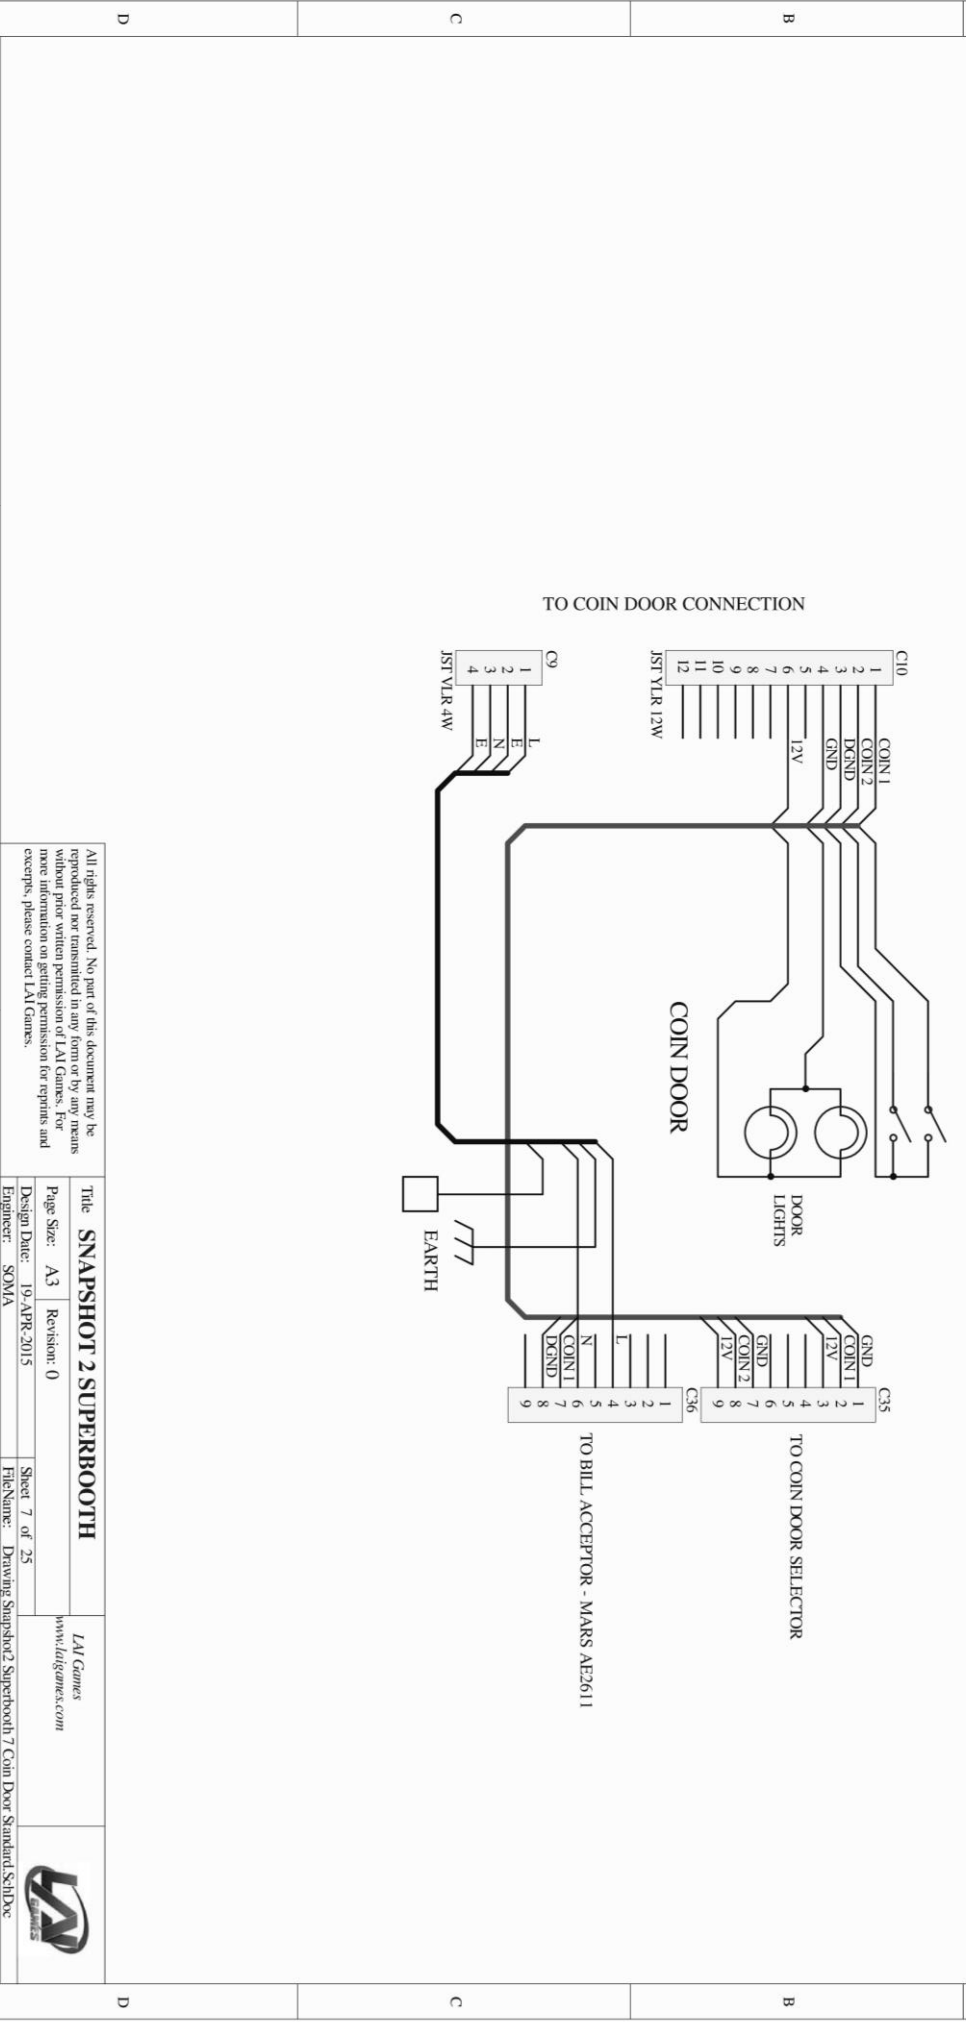 TO COIN DOOR CONNECTION
C10
1
2
3
4
5
6
7
8
9
10
11
12
JST YLR 12W
COIN 1
COIN 2
DGND
GND
12V
C9
1
2
3
4
JST VLR 4W
L
E
N
E
COIN DOOR
DOOR
LIGHTS
EARTH
C35
GND
COIN 1
12V
GND
COIN 2
12V
1
2
3
4
5
6
7
8
9
TO COIN DOOR SELECTOR
C36
L
N
COIN 1
DGND
1
2
3
4
5
6
7
8
9
TO BILL ACCEPTOR - MARS AE2611
B
C
D
B
C
D
All rights reserved. No part of this document may be
reproduced nor transmitted in any form or by any means
without prior written permission of LAI Games. For
more information on getting permission for reprints and
excerpts, please contact LAI Games.
Title SNAPSHOT 2 SUPERBOOTH
Page Size: A3 Revision: 0
Design Date: 19-APR-2015 Sheet 7 of 25
Engineer: SOMA FileName: Drawing Snapshot2 Superbooth 7 Coin Door Standard.SchDoc
LAI Games
www.laigames.com
LAI
GAMES